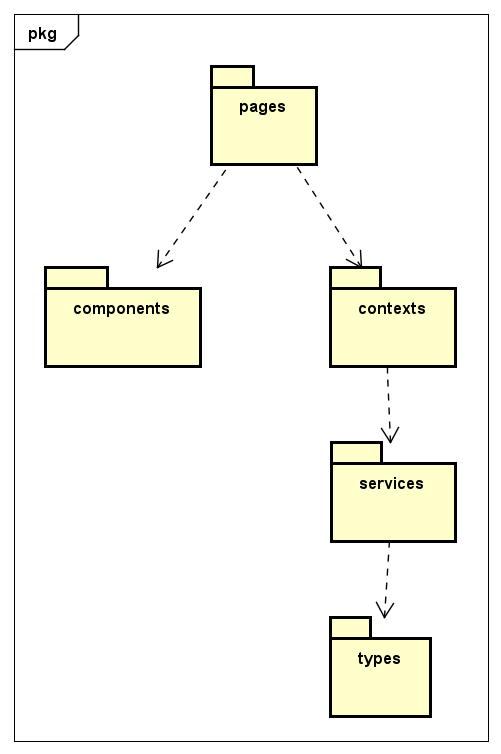 pkg
pages
components
contexts
services
types